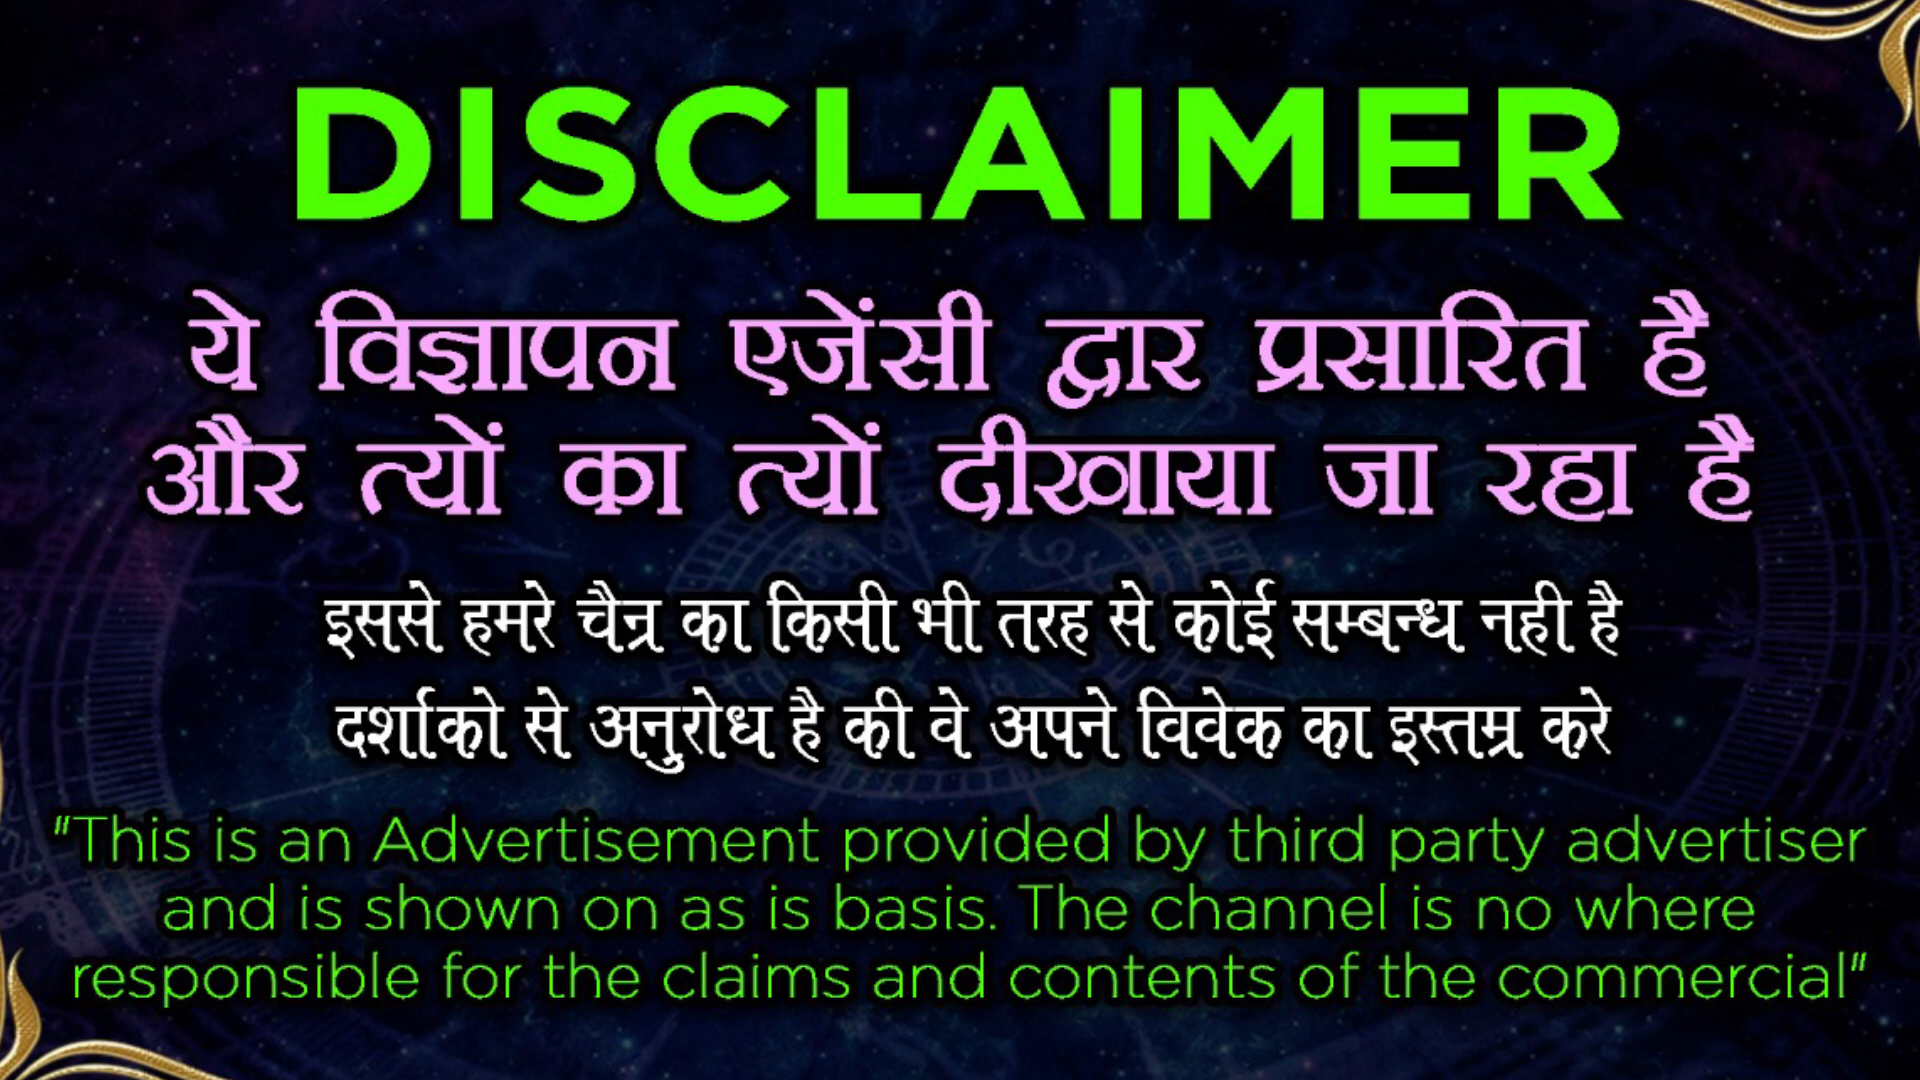 DISCLAIMER
ये विज्ञापन एजेंसी द्वार प्रसारित है
और त्यों का त्यों दीखाया जा रहा है
इससे हमरे चैन्र का किसी भी तरह से कोई सम्बन्ध नही है
दर्शाको से अनुरोध है की वे अपने विवेक का इस्तम्र करे
"This is an Advertisement provided by third party advertiser
and is shown on as is basis. The channel is no where
responsible for the claims and contents of the commercial"